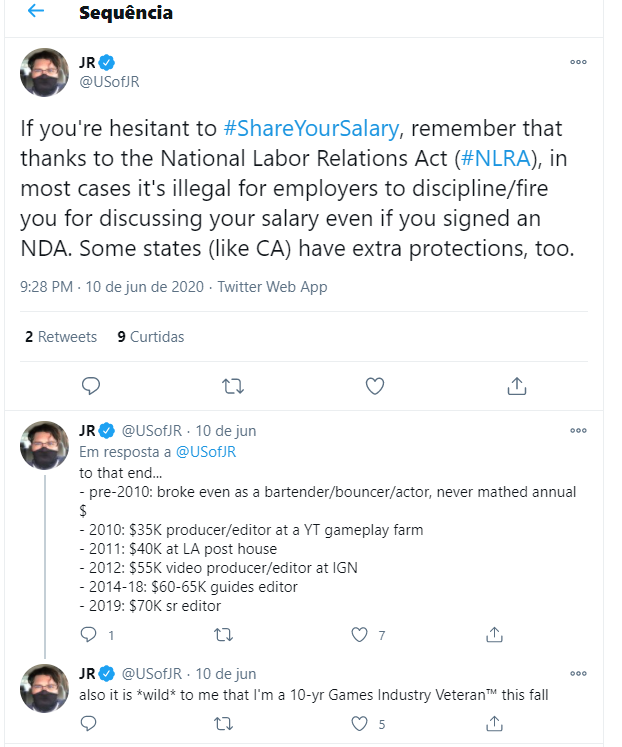 Sequência
JR
@USofJR
If you're hesitant to #ShareYourSalary, remember that
thanks to the National Labor Relations Act (#NLRA), in
most cases it's illegal for employers to discipline/fire
you for discussing your salary even if you signed an
NDA. Some states (like CA) have extra protections, too.
9:28 PM · 10 de jun de 2020 · Twitter Web App
2 Retweets 9 Curtidas
JR @USofJR · 10 de jun
Em resposta a @USofJR
to that end...
- pre-2010: broke even as a bartender/bouncer/actor, never mathed annual
$
- 2010: $35K producer/editor at a YT gameplay farm
- 2011: $40K at LA post house
- 2012: $55K video producer/editor at IGN
- 2014-18: $60-65K guides editor
- 2019: $70K sr editor
1 7
JR @USofJR · 10 de jun
also it is *wild* to me that I'm a 10-yr Games Industry Veteran™ this fall
5